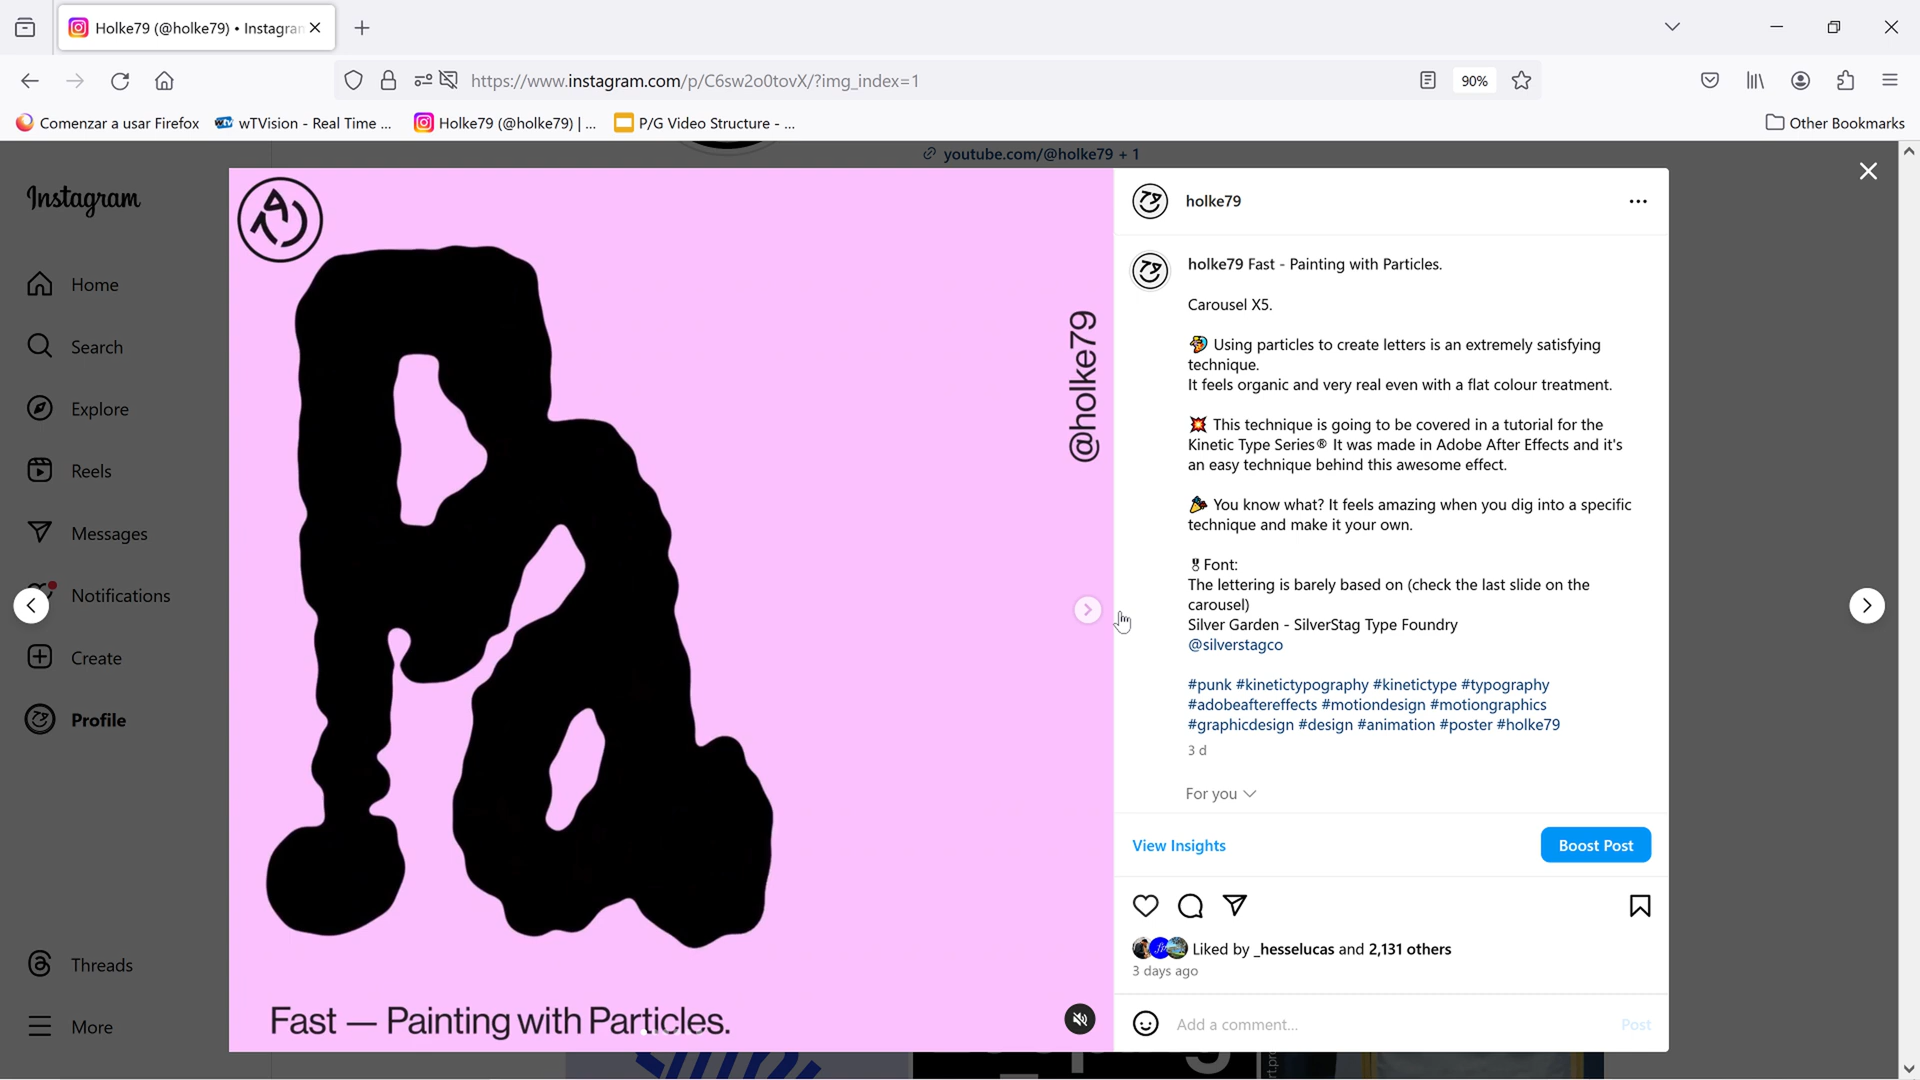 Holke79 (@holke79) • Instagram
https://www.instagram.com/p/C6sw2o0tovX/?img_index=1
90%
Comenzar a usar Firefox
wTVision - Real Time ...
Holke79 (@holke79) | ...
P/G Video Structure - ...
Other Bookmarks
youtube.com/@holke79 + 1
Instagram
Home
Search
Explore
Reels
Messages
Notifications
Create
Profile
Threads
More
@holke79
Fast — Painting with Particles.
holke79
holke79 Fast - Painting with Particles.
Carousel X5.
Using particles to create letters is an extremely satisfying
technique.
It feels organic and very real even with a flat colour treatment.
💥 This technique is going to be covered in a tutorial for the
Kinetic Type Series® It was made in Adobe After Effects and it's
an easy technique behind this awesome effect.
🎉 You know what? It feels amazing when you dig into a specific
technique and make it your own.
🎖 Font:
The lettering is barely based on (check the last slide on the
carousel)
Silver Garden - SilverStag Type Foundry
@silverstagco
#punk #kinetictypography #kinetictype #typography
#adobeaftereffects #motiondesign #motiongraphics
#graphicdesign #design #animation #poster #holke79
3 d
For you
View Insights
Boost Post
Liked by _hesselucas and 2,131 others
3 days ago
Add a comment...
Post